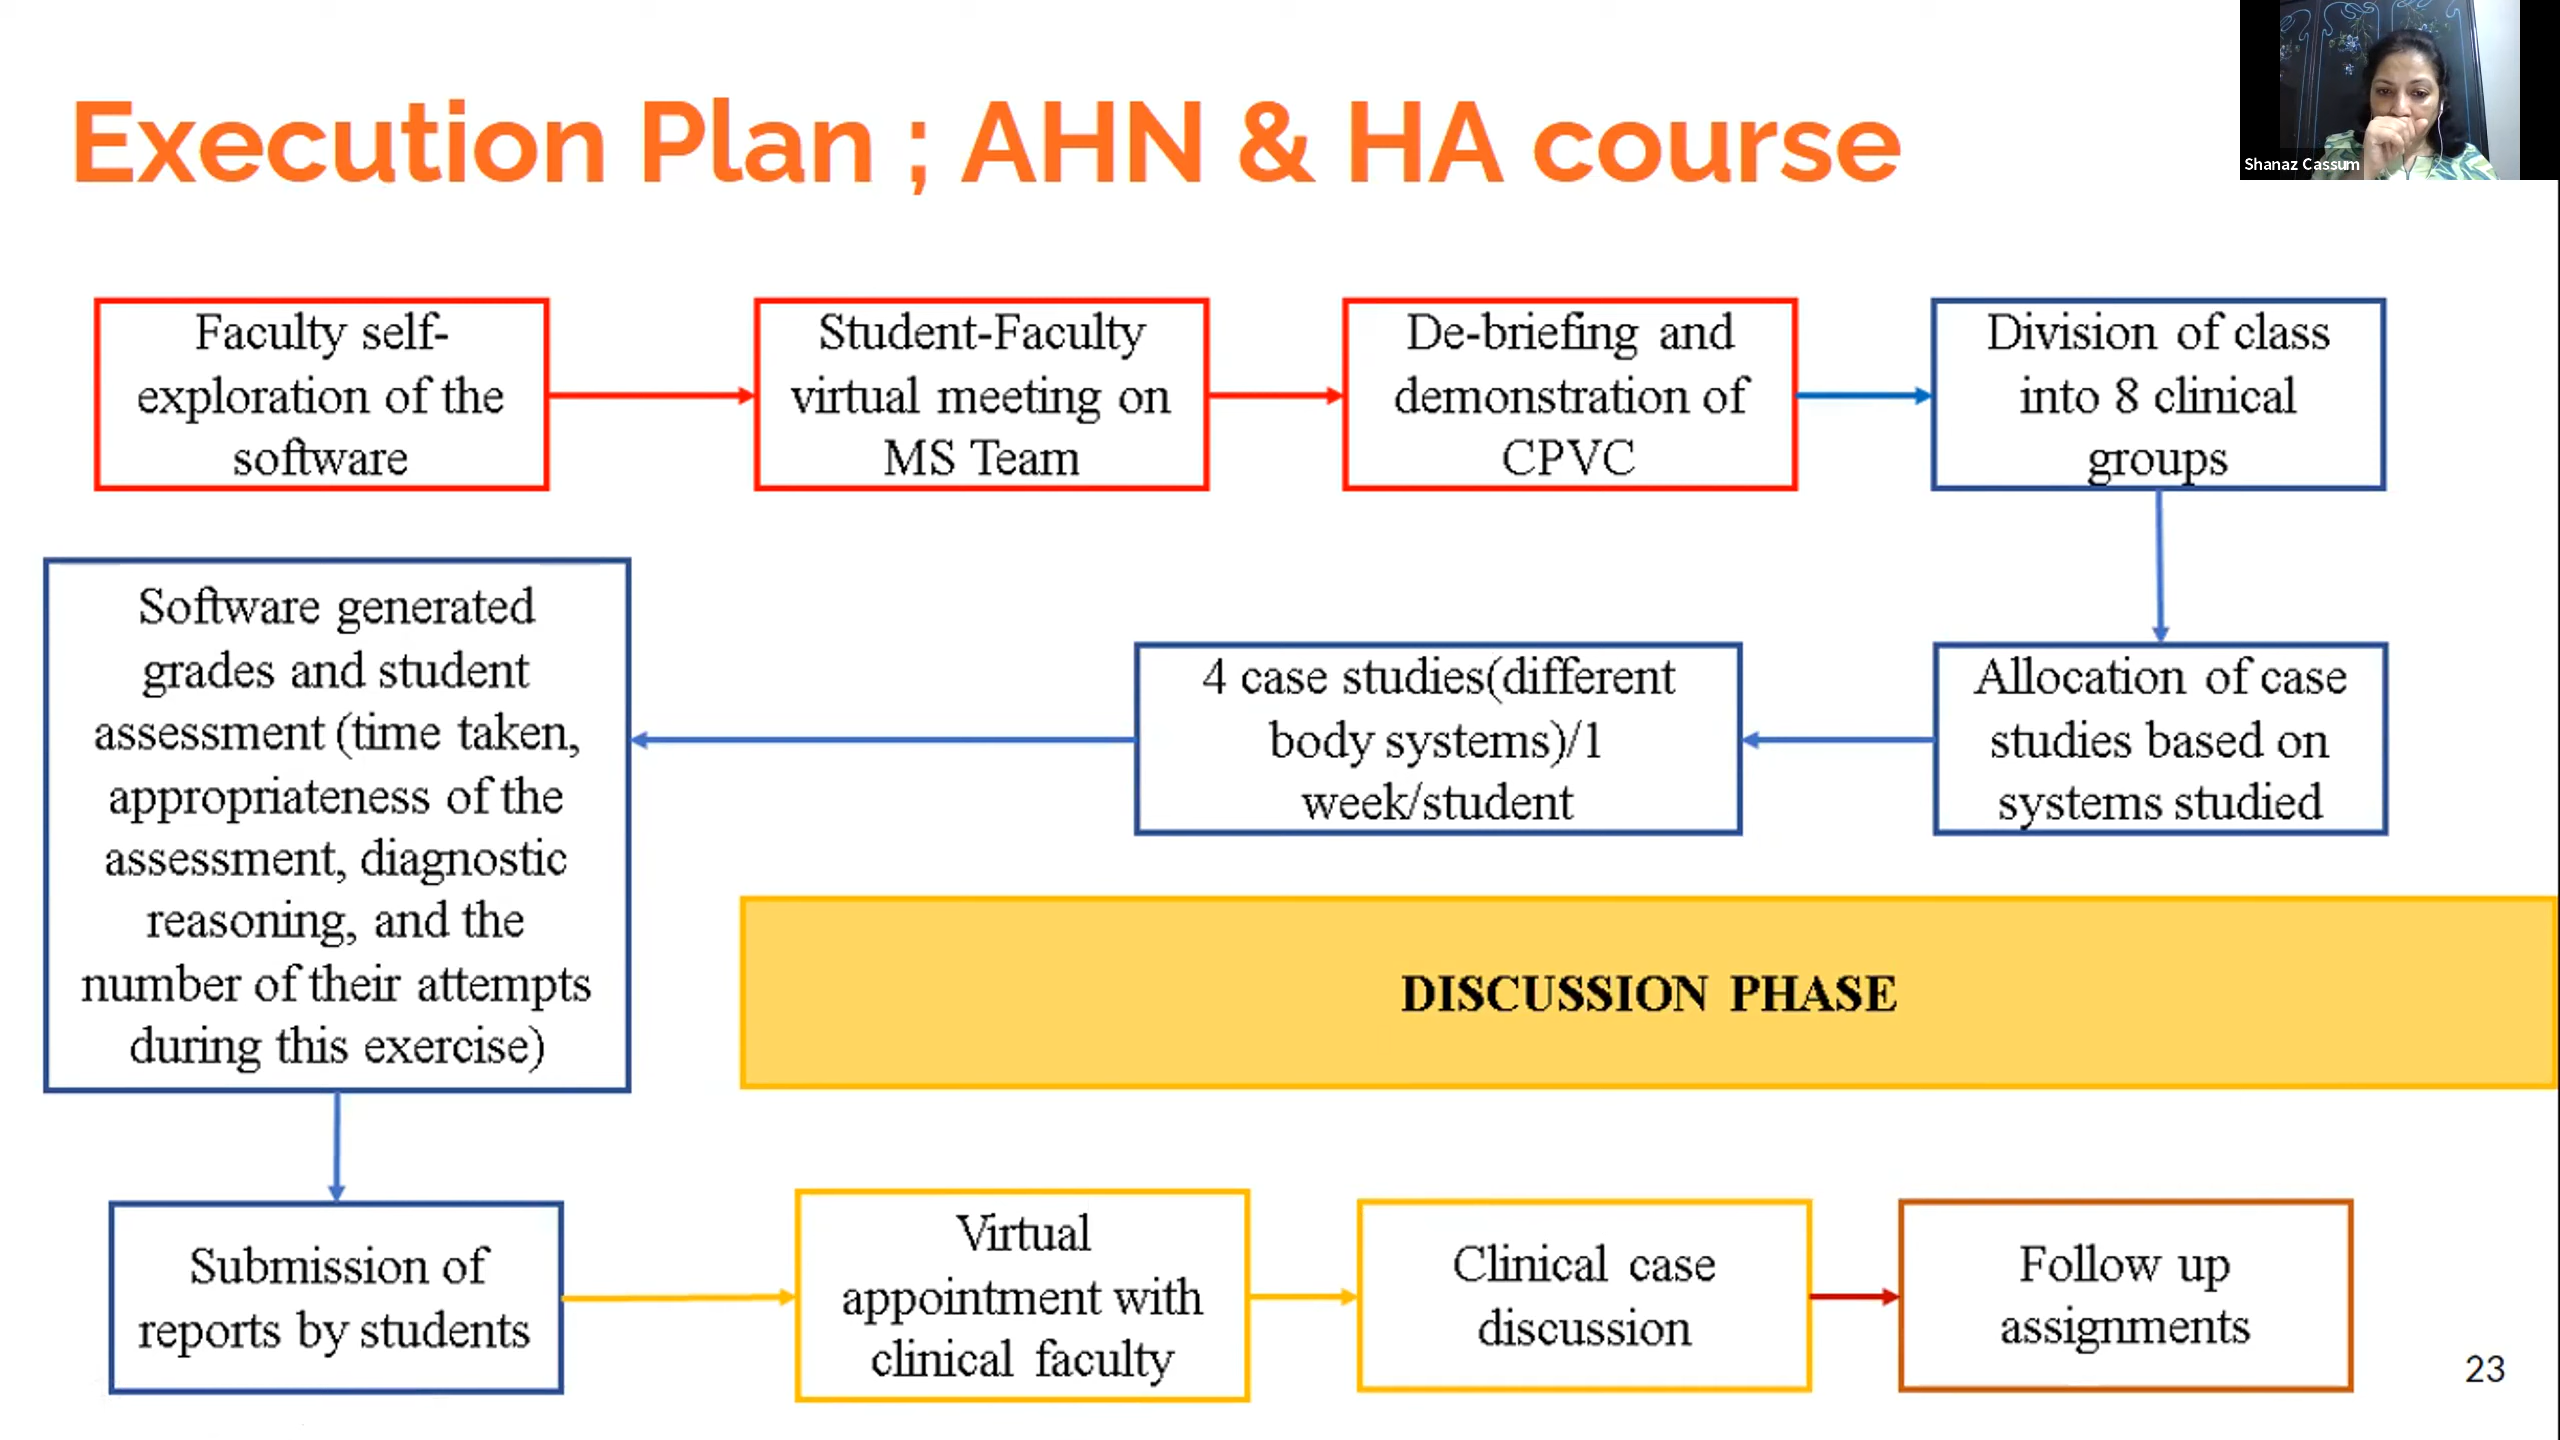 Execution Plan ; AHN & HA course
Shanaz Cassum
Faculty self-
exploration of the
software
Student-Faculty
virtual meeting on
MS Team
De-briefing and
demonstration of
CPVC
Division of class
into 8 clinical
groups
Allocation of case
studies based on
systems studied
4 case studies(different
body systems)/1
week/student
Software generated
grades and student
assessment (time taken,
appropriateness of the
assessment, diagnostic
reasoning, and the
number of their attempts
during this exercise)
DISCUSSION PHASE
Submission of
reports by students
Virtual
appointment with
clinical faculty
Clinical case
discussion
Follow up
assignments
23